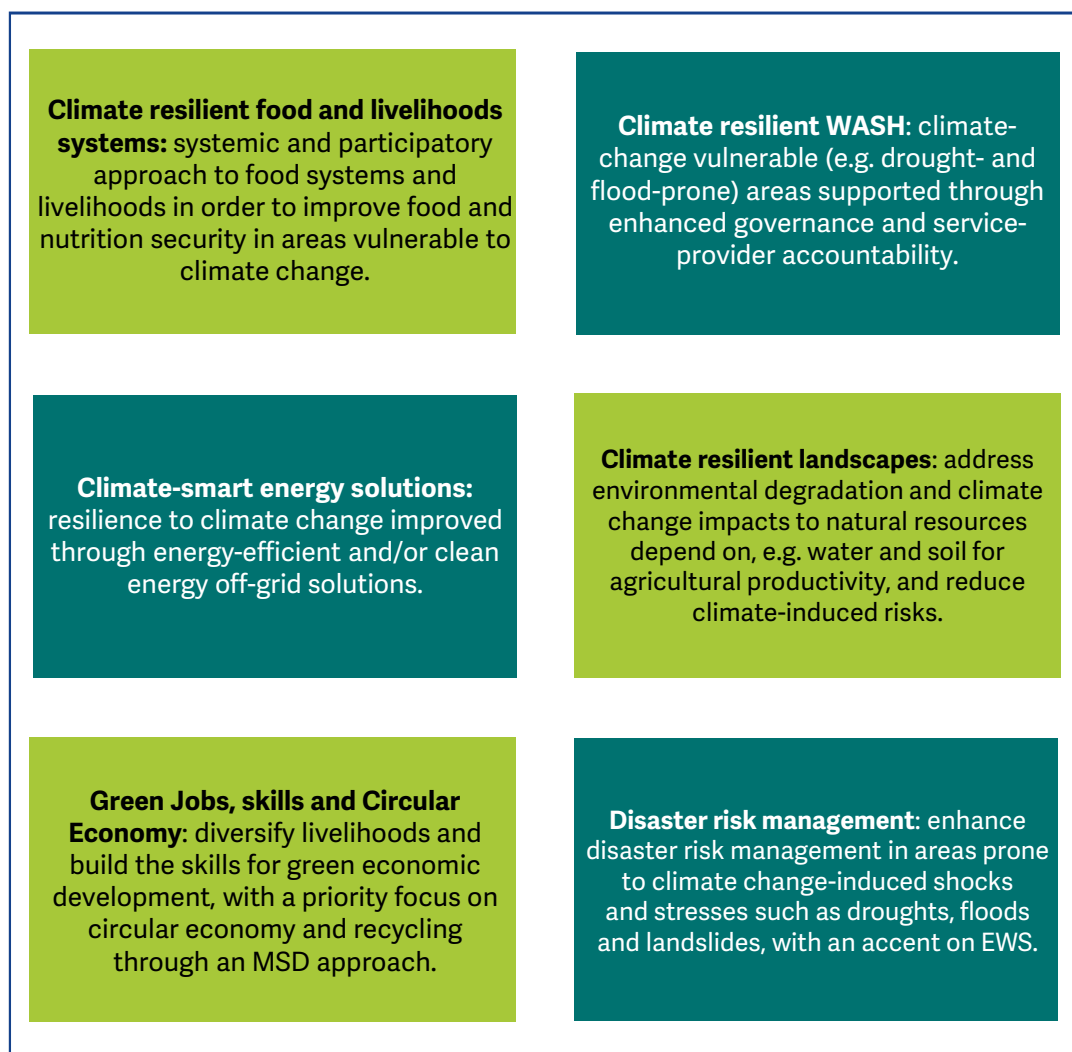 Climate resilient food and livelihoods
systems: systemic and participatory
approach to food systems and
livelihoods in order to improve food and
nutrition security in areas vulnerable to
climate change.
Climate resilient WASH: climate-
change vulnerable (e.g. drought- and
flood-prone) areas supported through
enhanced governance and service-
provider accountability.
Climate-smart energy solutions:
resilience to climate change improved
through energy-efficient and/or clean
energy off-grid solutions.
Climate resilient landscapes: address
environmental degradation and climate
change impacts to natural resources
depend on, e.g. water and soil for
agricultural productivity, and reduce
climate-induced risks.
Green Jobs, skills and Circular
Economy: diversify livelihoods and
build the skills for green economic
development, with a priority focus on
circular economy and recycling
through an MSD approach.
Disaster risk management: enhance
disaster risk management in areas prone
to climate change-induced shocks
and stresses such as droughts, floods
and landslides, with an accent on EWS.